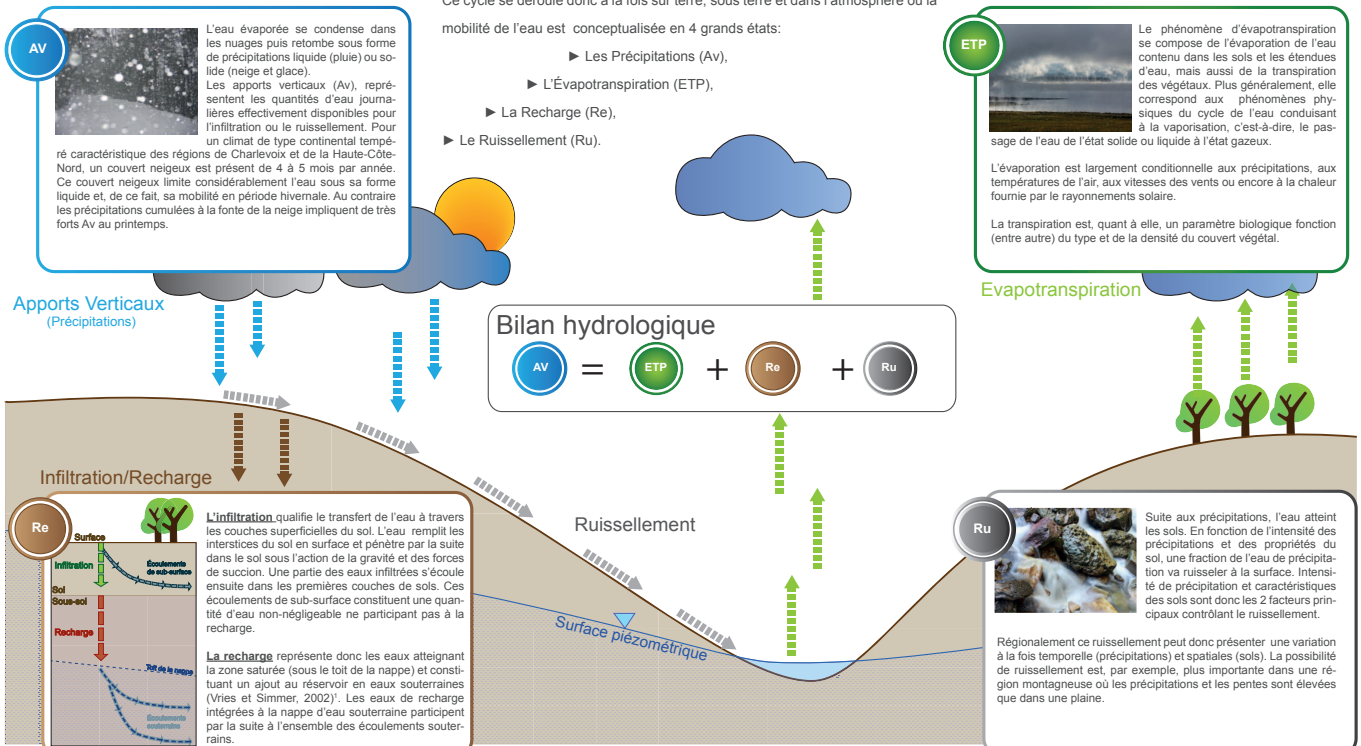 Ce cycle se déroule donc à la fois sur terre, sous terre et dans l'atmosphère où la
mobilité de l'eau est conceptualisée en 4 grands états:
► Les Précipitations (Av),
► L'Évapotranspiration (ETP),
► La Recharge (Re),
► Le Ruissellement (Ru).
AV
L'eau évaporée se condense dans
les nuages puis retombe sous forme
de précipitations liquide (pluie) ou so-
lide (neige et glace).
Les apports verticaux (Av), repré-
sentent les quantités d'eau journa-
lières effectivement disponibles pour
l'infiltration ou le ruissellement. Pour
un climat de type continental tempé-
ré caractéristique des régions de Charlevoix et de la Haute-Côte-
Nord, un couvert neigeux est présent de 4 à 5 mois par année.
Ce couvert neigeux limite considérablement l'eau sous sa forme
liquide et, de ce fait, sa mobilité en période hivernale. Au contraire
les précipitations cumulées à la fonte de la neige impliquent de très
forts Av au printemps.
ETP
Le phénomène d'évapotranspiration
se compose de l'évaporation de l'eau
contenu dans les sols et les étendues
d'eau, mais aussi de la transpiration
des végétaux. Plus généralement, elle
correspond aux phénomènes phy-
siques du cycle de l'eau conduisant
à la vaporisation, c'est-à-dire, le pas-
sage de l'eau de l'état solide ou liquide à l'état gazeux.
L'évaporation est largement conditionnelle aux précipitations, aux
températures de l'air, aux vitesses des vents ou encore à la chaleur
fournie par le rayonnements solaire.
La transpiration est, quant à elle, un paramètre biologique fonction
(entre autre) du type et de la densité du couvert végétal.
Apports Verticaux
(Précipitations)
Evapotranspiration
Bilan hydrologique
AV = ETP + Re + Ru
Infiltration/Recharge
Re
Surface
Infiltration
Écoulements
de sub-surface
Sol
Sous-sol
Recharge
Toit de la nappe
Écoulements
souterrains
L'infiltration qualifie le transfert de l'eau à travers
les couches superficielles du sol. L'eau remplit les
interstices du sol en surface et pénètre par la suite
dans le sol sous l'action de la gravité et des forces
de succion. Une partie des eaux infiltrées s'écoule
ensuite dans les premières couches de sols. Ces
écoulements de sub-surface constituent une quan-
tité d'eau non-négligeable ne participant pas à la
recharge.
La recharge représente donc les eaux atteignant
la zone saturée (sous le toit de la nappe) et consti-
tuant un ajout au réservoir en eaux souterraines
(Vries et Simmer, 2002)¹. Les eaux de recharge
intégrées à la nappe d'eau souterraine participent
par la suite à l'ensemble des écoulements souter-
rains.
Ruissellement
Surface piézométrique
Ru
Suite aux précipitations, l'eau atteint
les sols. En fonction de l'intensité des
précipitations et des propriétés du
sol, une fraction de l'eau de précipita-
tion va ruisseler à la surface. Intensi-
té de précipitation et caractéristiques
des sols sont donc les 2 facteurs prin-
cipaux contrôlant le ruissellement.
Régionalement ce ruissellement peut donc présenter une variation
à la fois temporelle (précipitations) et spatiales (sols). La possibilité
de ruissellement est, par exemple, plus importante dans une ré-
gion montagneuse où les précipitations et les pentes sont élevées
que dans une plaine.